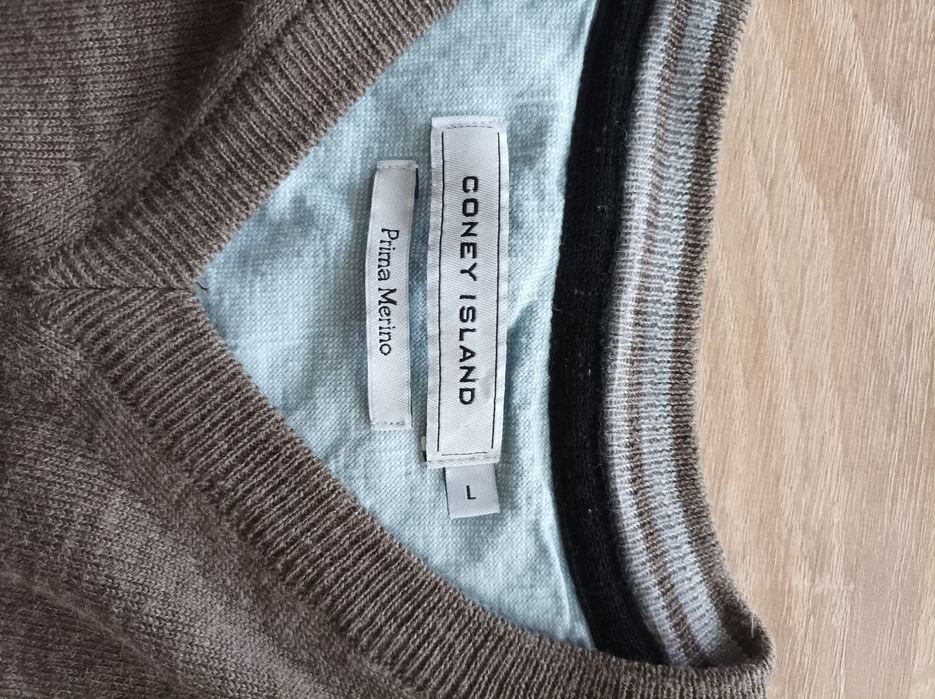 CONEY ISLAND
L
Prima Merino